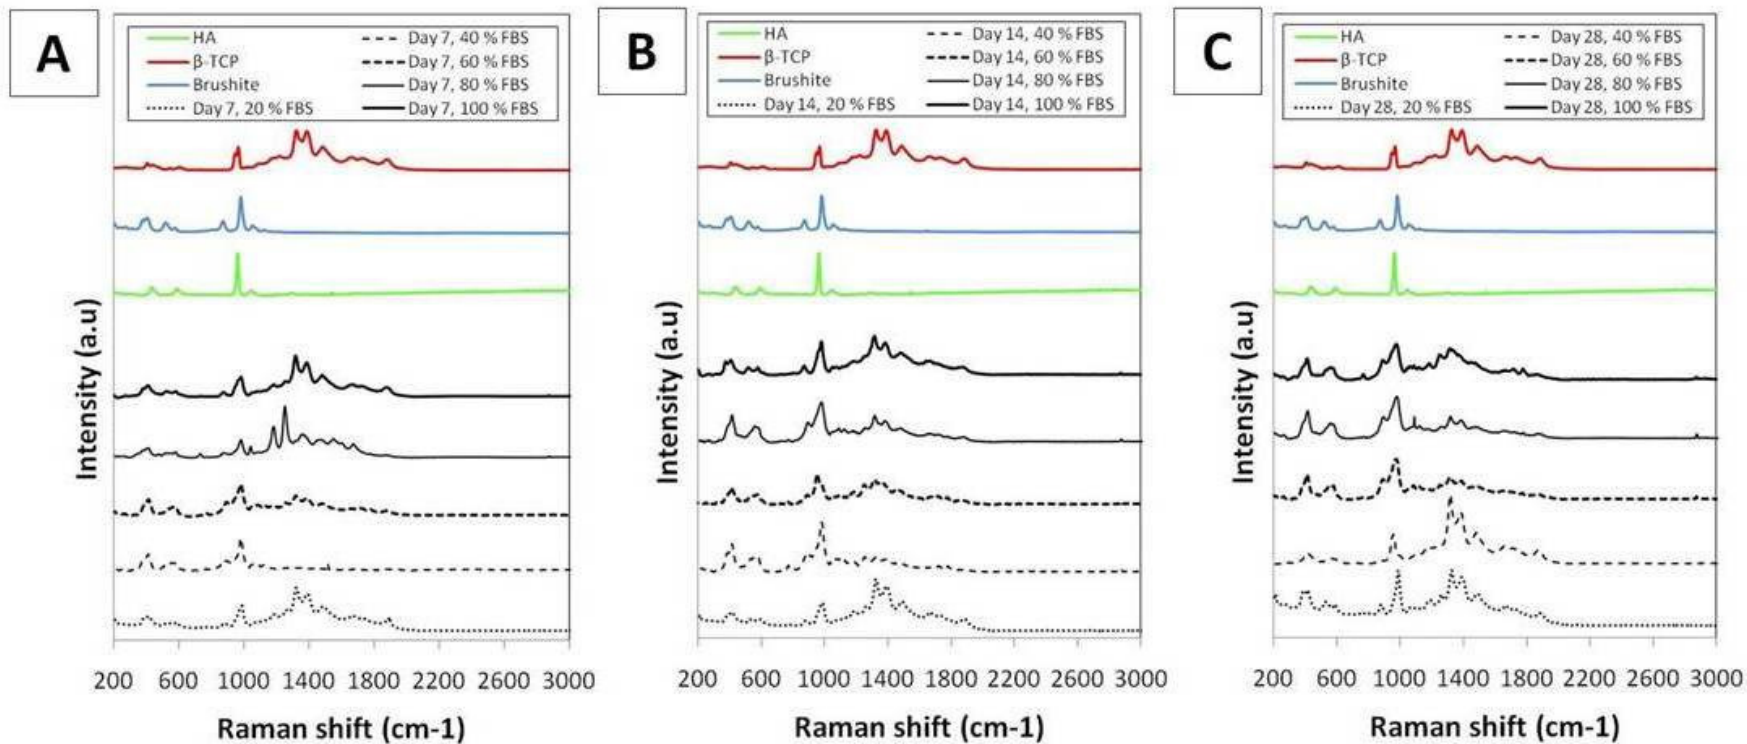 A
HA
β-TCP
Brushite
Day 7, 20 % FBS
Day 7, 40 % FBS
Day 7, 60 % FBS
Day 7, 80 % FBS
Day 7, 100 % FBS
Intensity (a.u)
200 600 1000 1400 1800 2200 2600 3000
Raman shift (cm-1)
B
HA
β-TCP
Brushite
Day 14, 20 % FBS
Day 14, 40 % FBS
Day 14, 60 % FBS
Day 14, 80 % FBS
Day 14, 100 % FBS
Intensity (a.u)
200 600 1000 1400 1800 2200 2600 3000
Raman shift (cm-1)
C
HA
β-TCP
Brushite
Day 28, 20 % FBS
Day 28, 40 % FBS
Day 28, 60 % FBS
Day 28, 80 % FBS
Day 28, 100 % FBS
Intensity (a.u)
200 600 1000 1400 1800 2200 2600 3000
Raman shift (cm-1)